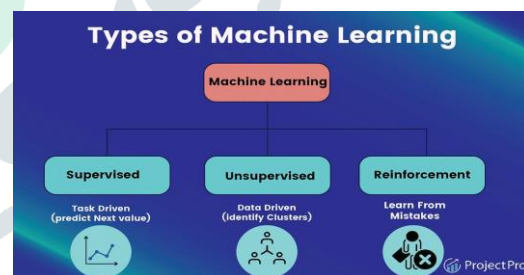 Types of Machine Learning
Machine Learning
Supervised
Unsupervised
Reinforcement
Task Driven
(predict Next value)
Data Driven
(identify Clusters)
Learn From
Mistakes
ProjectPro